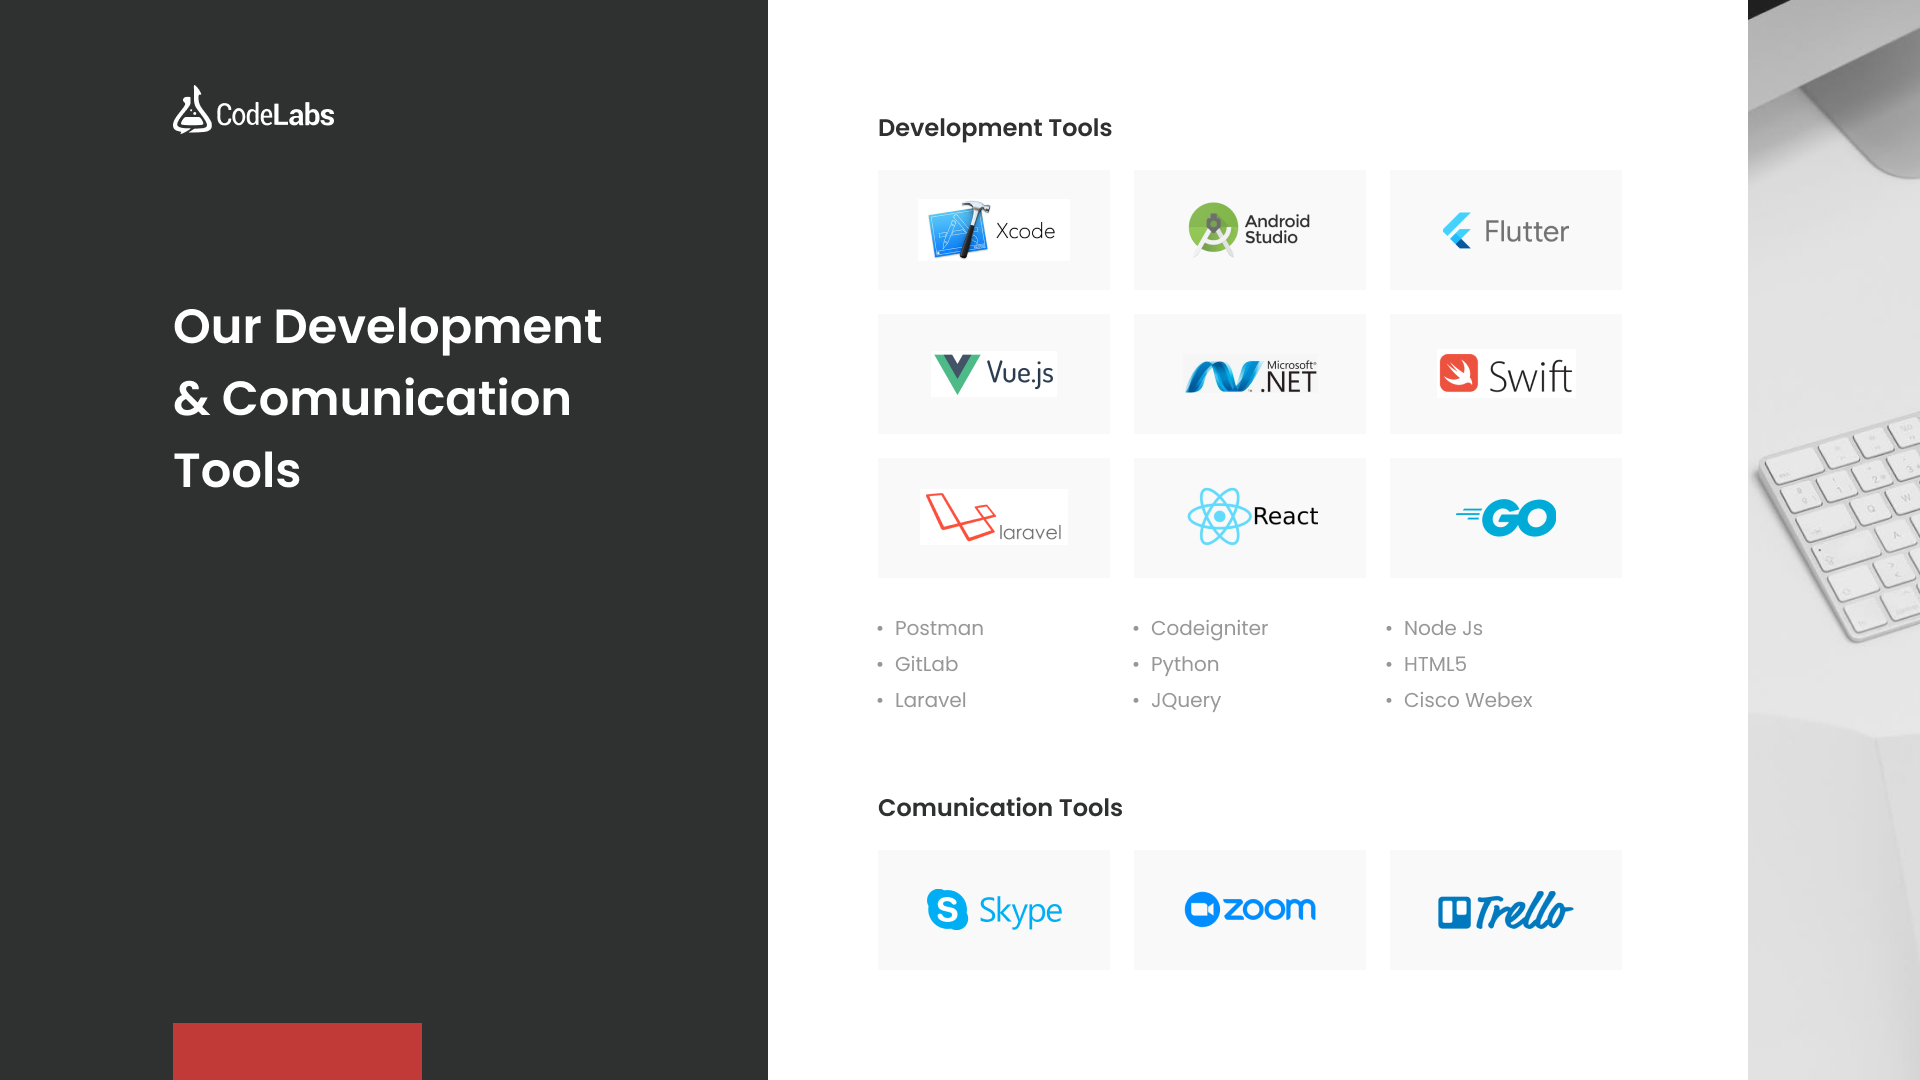 CodeLabs
Our Development
& Comunication
Tools
Development Tools
Xcode
Android
Studio
Flutter
Vue.js
Microsoft®
.NET
Swift
laravel
React
GO
• Postman
• GitLab
• Laravel
• Codeigniter
• Python
• JQuery
• Node Js
• HTML5
• Cisco Webex
Comunication Tools
Skype
zoom
Trello